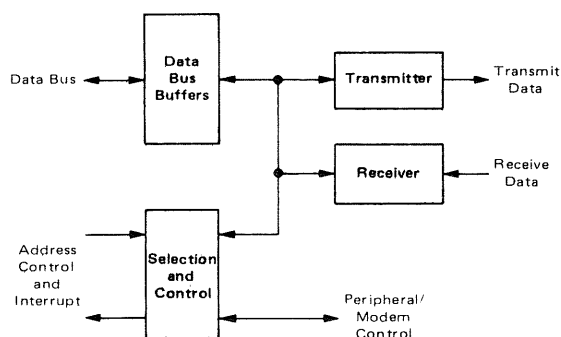 Data Bus
Data
Bus
Buffers
Transmitter
Transmit
Data
Receiver
Receive
Data
Address
Control
and
Interrupt
Selection
and
Control
Peripheral/
Modem
Control